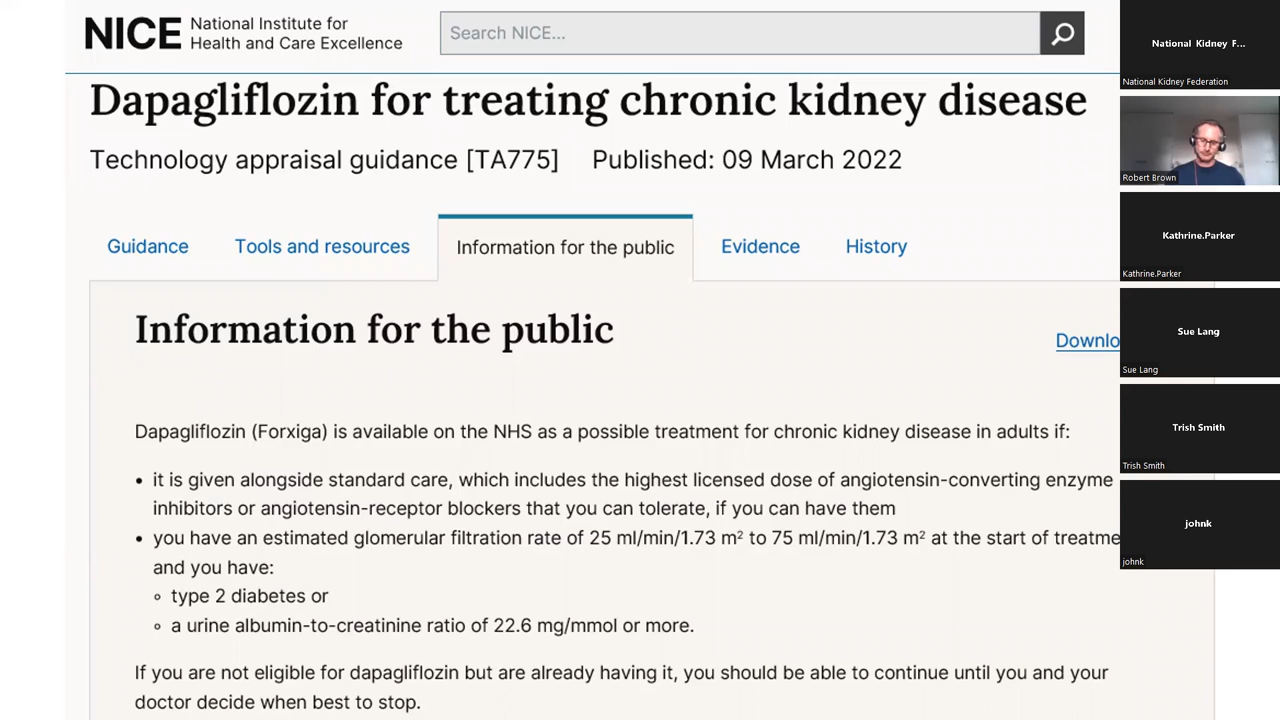 NICE National Institute for
Health and Care Excellence
Search NICE...
Dapagliflozin for treating chronic kidney disease
Technology appraisal guidance [TA775] Published: 09 March 2022
Guidance Tools and resources Information for the public Evidence History
Information for the public
Downlo
Dapagliflozin (Forxiga) is available on the NHS as a possible treatment for chronic kidney disease in adults if:
• it is given alongside standard care, which includes the highest licensed dose of angiotensin-converting enzyme
inhibitors or angiotensin-receptor blockers that you can tolerate, if you can have them
• you have an estimated glomerular filtration rate of 25 ml/min/1.73 m² to 75 ml/min/1.73 m² at the start of treatme
and you have:
◦ type 2 diabetes or
◦ a urine albumin-to-creatinine ratio of 22.6 mg/mmol or more.
If you are not eligible for dapagliflozin but are already having it, you should be able to continue until you and your
doctor decide when best to stop.
National Kidney F...
National Kidney Federation
Robert Brown
Kathrine.Parker
Kathrine.Parker
Sue Lang
Sue Lang
Trish Smith
Trish Smith
johnk
johnk